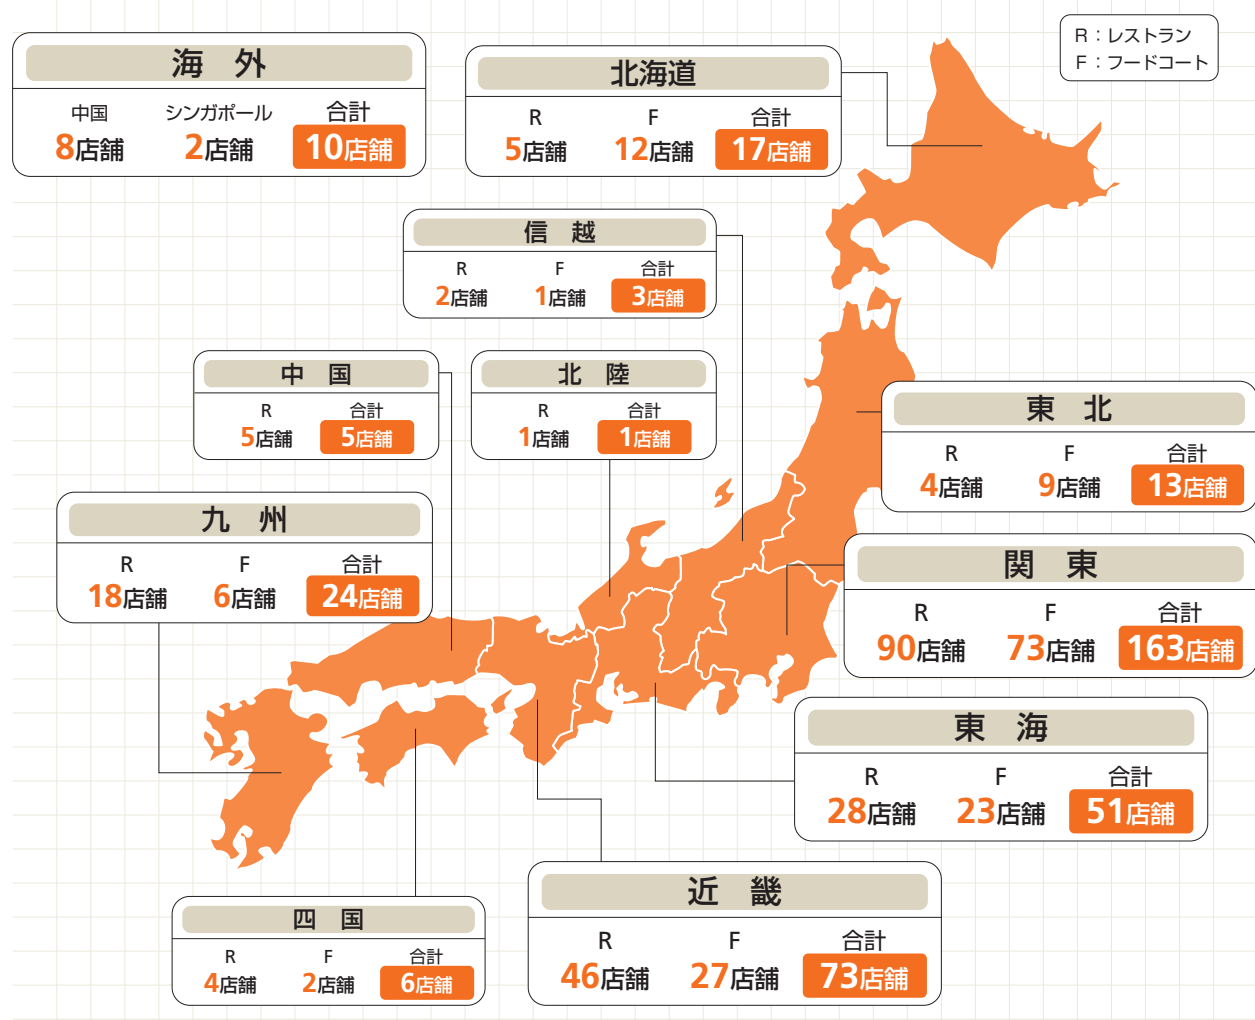 R：レストラン
F：フードコート
海　外
中国 シンガポール 合計
8店舗 2店舗 10店舗
北海道
R F 合計
5店舗 12店舗 17店舗
信　越
R F 合計
2店舗 1店舗 3店舗
中　国
R 合計
5店舗 5店舗
北　陸
R 合計
1店舗 1店舗
東　北
R F 合計
4店舗 9店舗 13店舗
九　州
R F 合計
18店舗 6店舗 24店舗
関　東
R F 合計
90店舗 73店舗 163店舗
東　海
R F 合計
28店舗 23店舗 51店舗
近　畿
R F 合計
46店舗 27店舗 73店舗
四　国
R F 合計
4店舗 2店舗 6店舗